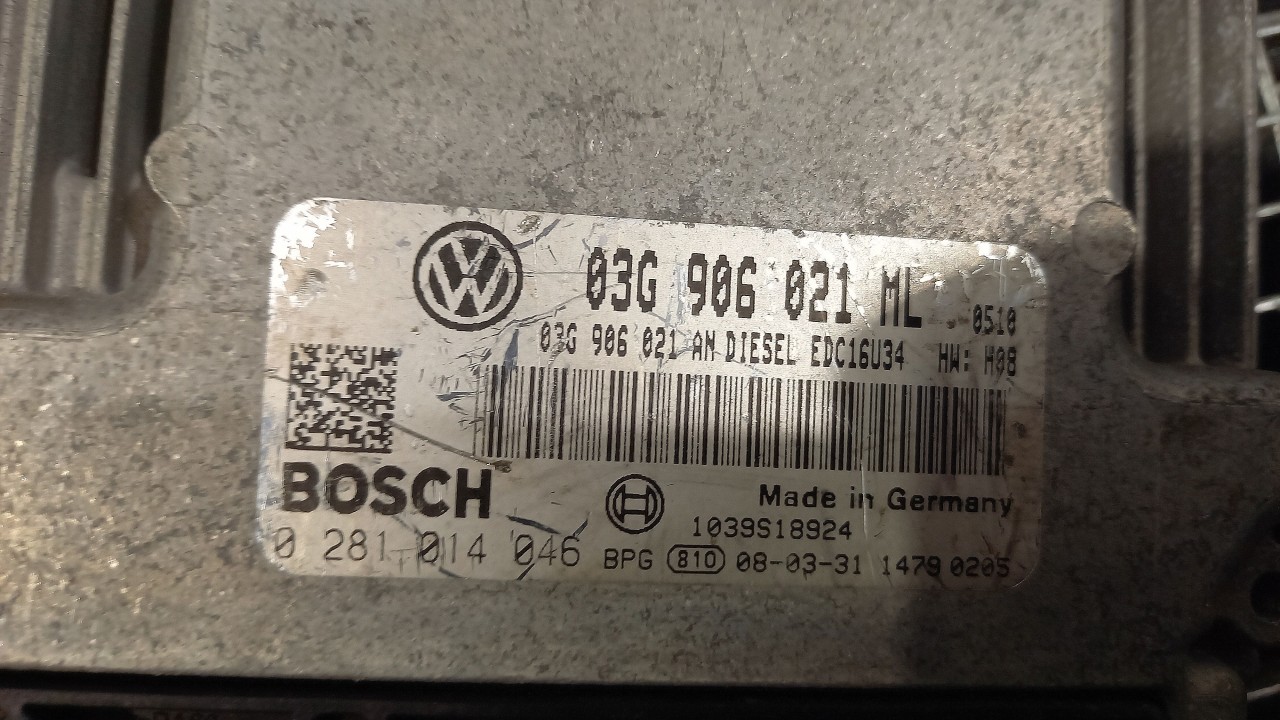 03G 906 021 ML 0510
03G 906 021 AN DIESEL EDC16U34 HW: H08
BOSCH
Made in Germany
1039S18924
0 281 014 046 BPG 810 08-03-31 1479 0205